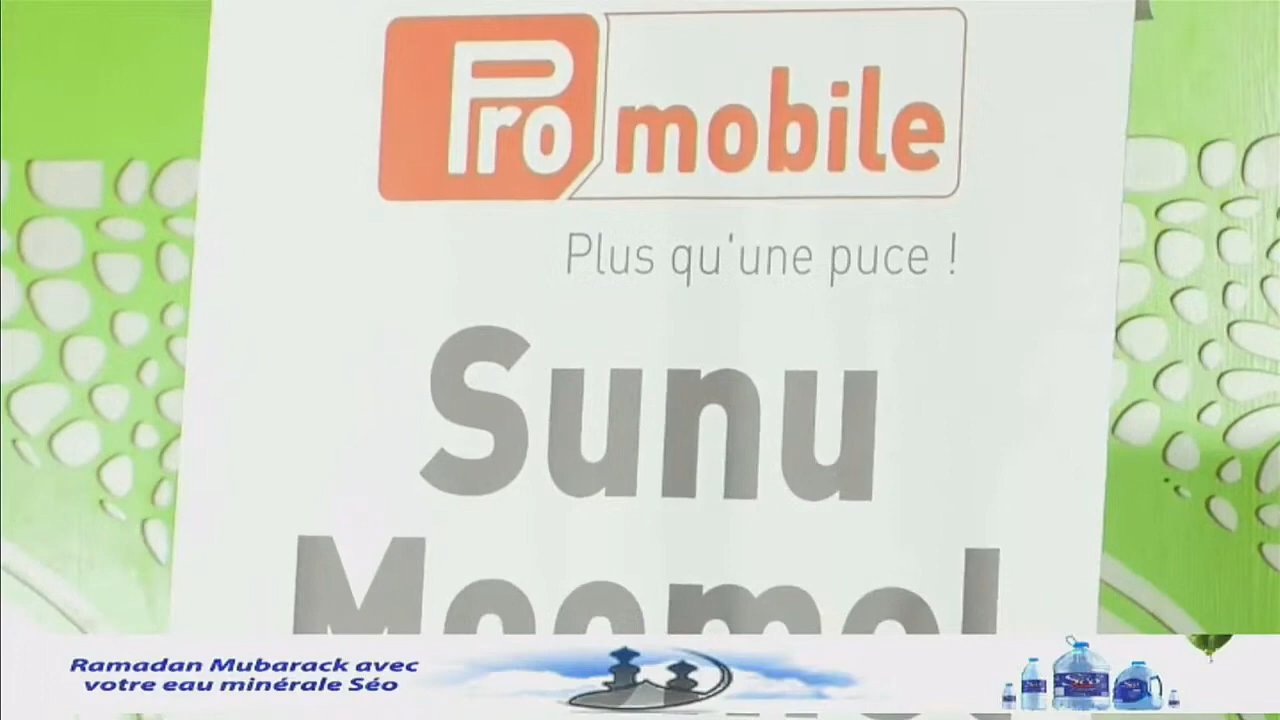 Pro mobile
Plus qu'une puce !
Sunu
Ramadan Mubarack avec
votre eau minérale Séo